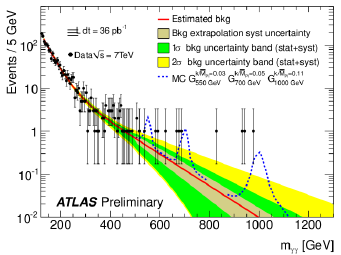 Events / 5 GeV
10²
10
1
10⁻¹
10⁻²
∫L dt = 36 pb⁻¹
Data √s = 7TeV
Estimated bkg
Bkg extrapolation syst uncertainty
1σ bkg uncertainty band (stat+syst)
2σ bkg uncertainty band (stat+syst)
MC G k/M̅Pl=0.03 550 GeV G k/M̅Pl=0.05 700 GeV G k/M̅Pl=0.11 1000 GeV
ATLAS Preliminary
200 400 600 800 1000 1200
mγγ [GeV]